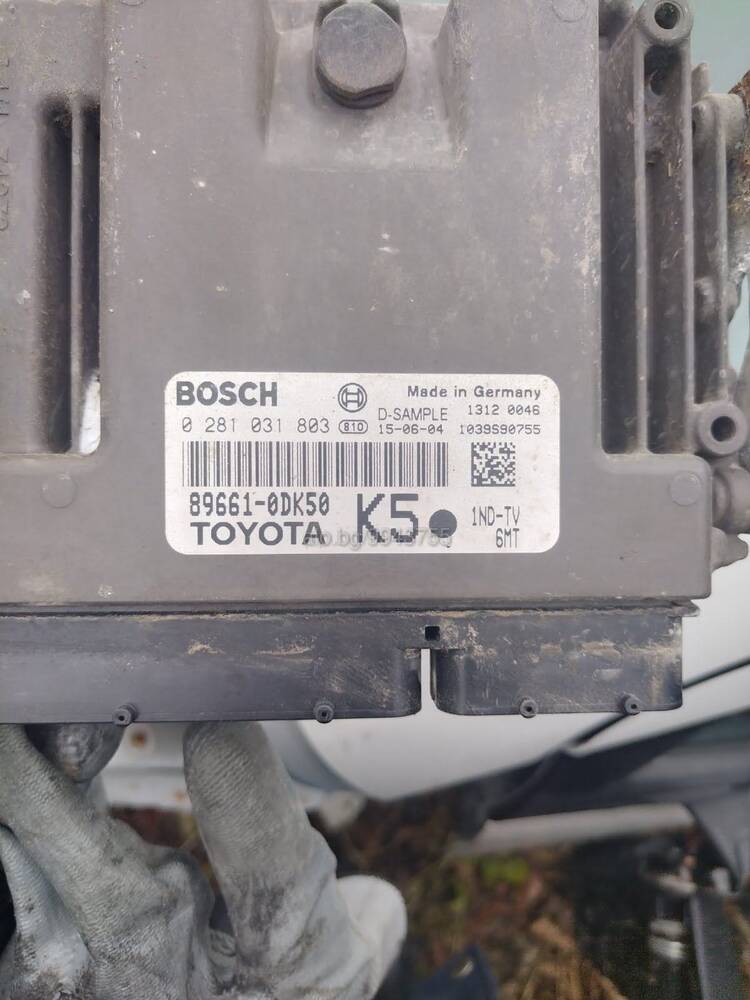 BOSCH Made in Germany
D-SAMPLE 1312 0046
0 281 031 803 810 15-06-04 1039S90755
89661-0DK50 K5 1ND-TV
TOYOTA 6MT